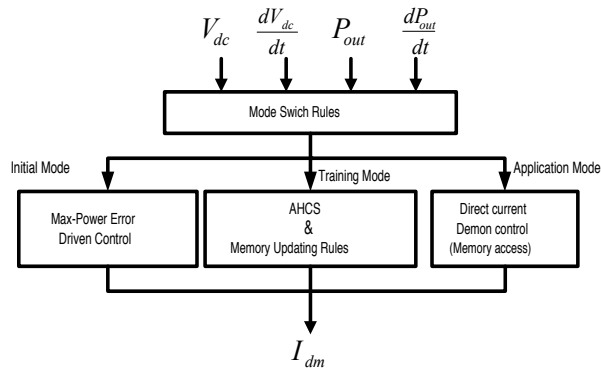 V_dc dV_dc/dt P_out dP_out/dt
Mode Swich Rules
Initial Mode
Training Mode
Application Mode
Max-Power Error
Driven Control
AHCS
&
Memory Updating Rules
Direct current
Demon control
(Memory access)
I_dm